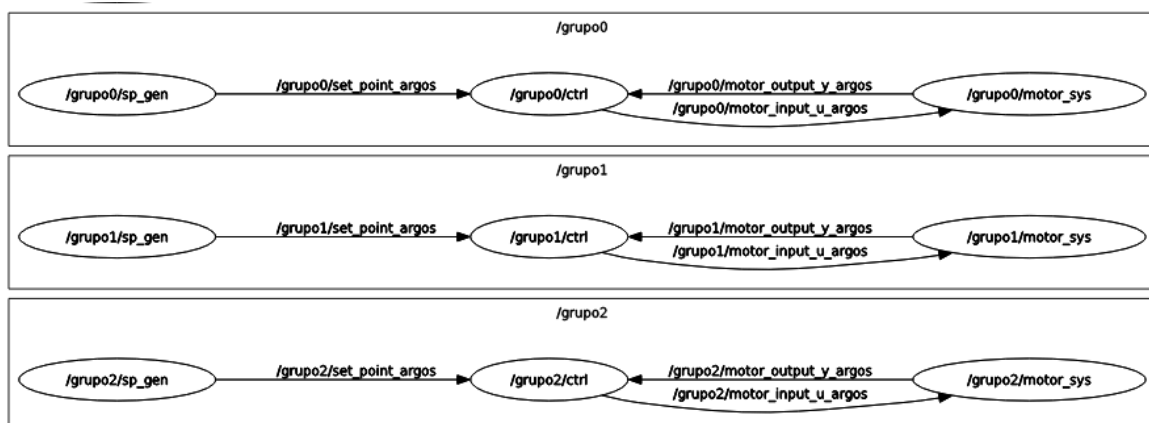 /grupo0
/grupo0/sp_gen
/grupo0/set_point_argos
/grupo0/ctrl
/grupo0/motor_output_y_argos
/grupo0/motor_input_u_argos
/grupo0/motor_sys
/grupo1
/grupo1/sp_gen
/grupo1/set_point_argos
/grupo1/ctrl
/grupo1/motor_output_y_argos
/grupo1/motor_input_u_argos
/grupo1/motor_sys
/grupo2
/grupo2/sp_gen
/grupo2/set_point_argos
/grupo2/ctrl
/grupo2/motor_output_y_argos
/grupo2/motor_input_u_argos
/grupo2/motor_sys